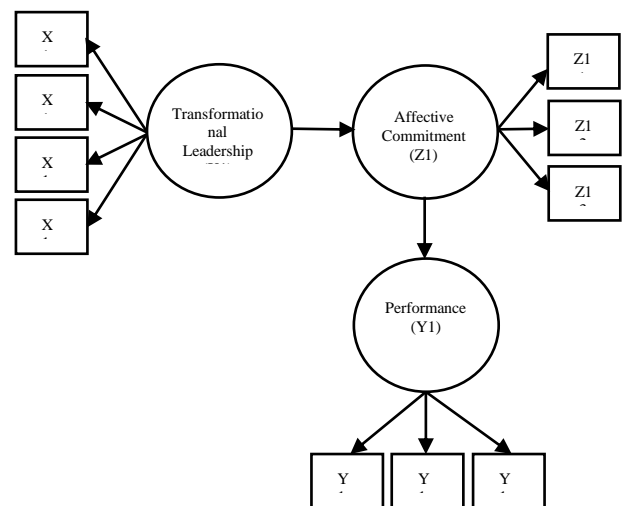 X
X
X
X
Transformatio
nal
Leadership
Affective
Commitment
(Z1)
Z1
Z1
Z1
Performance
(Y1)
Y
Y
Y